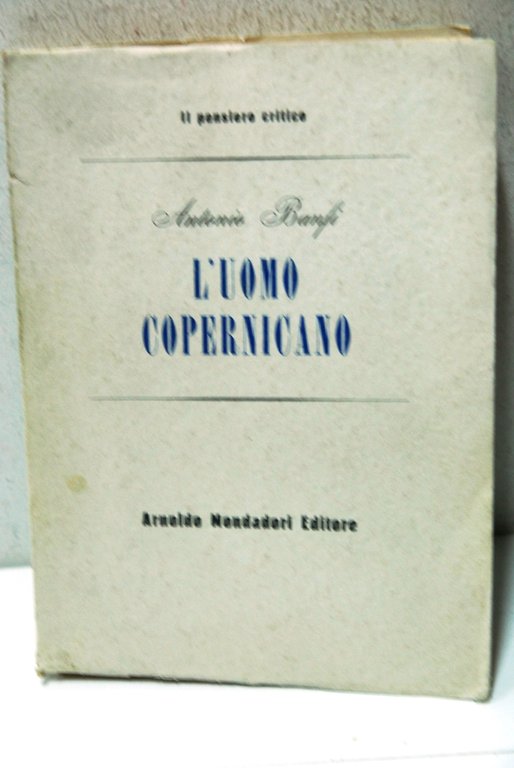 Il pensiero critico
Antonio Banfi
L'UOMO
COPERNICANO
Arnoldo Mondadori Editore